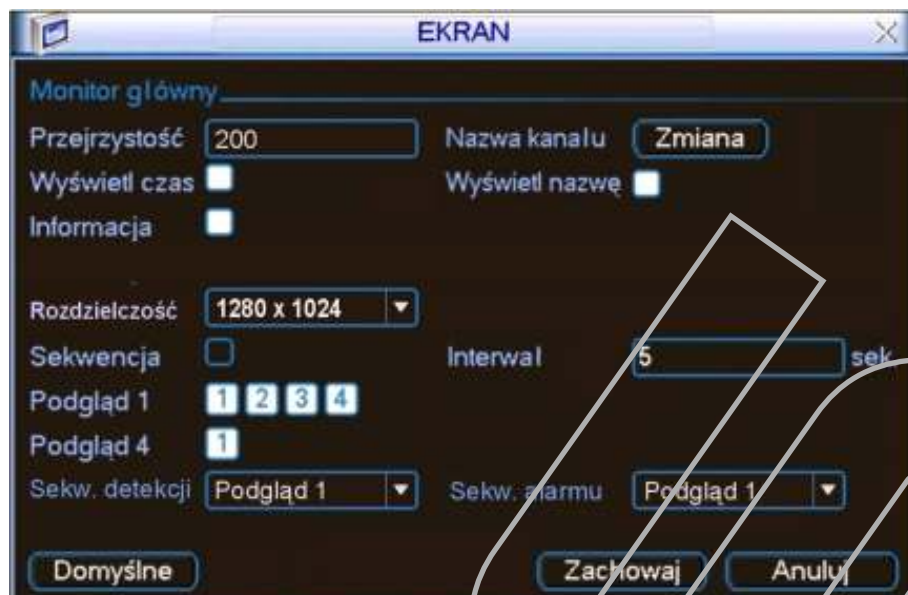 EKRAN
Monitor główny
Przejrzystość 200 Nazwa kanału Zmiana
Wyświetl czas Wyświetl nazwę
Informacja
Rozdzielczość 1280 x 1024
Sekwencja Interwal 5 sek
Podgląd 1 1 2 3 4
Podgląd 4 1
Sekw. detekcji Podgląd 1 Sekw. alarmu Podgląd 1
Domyślne Zachowaj Anuluj